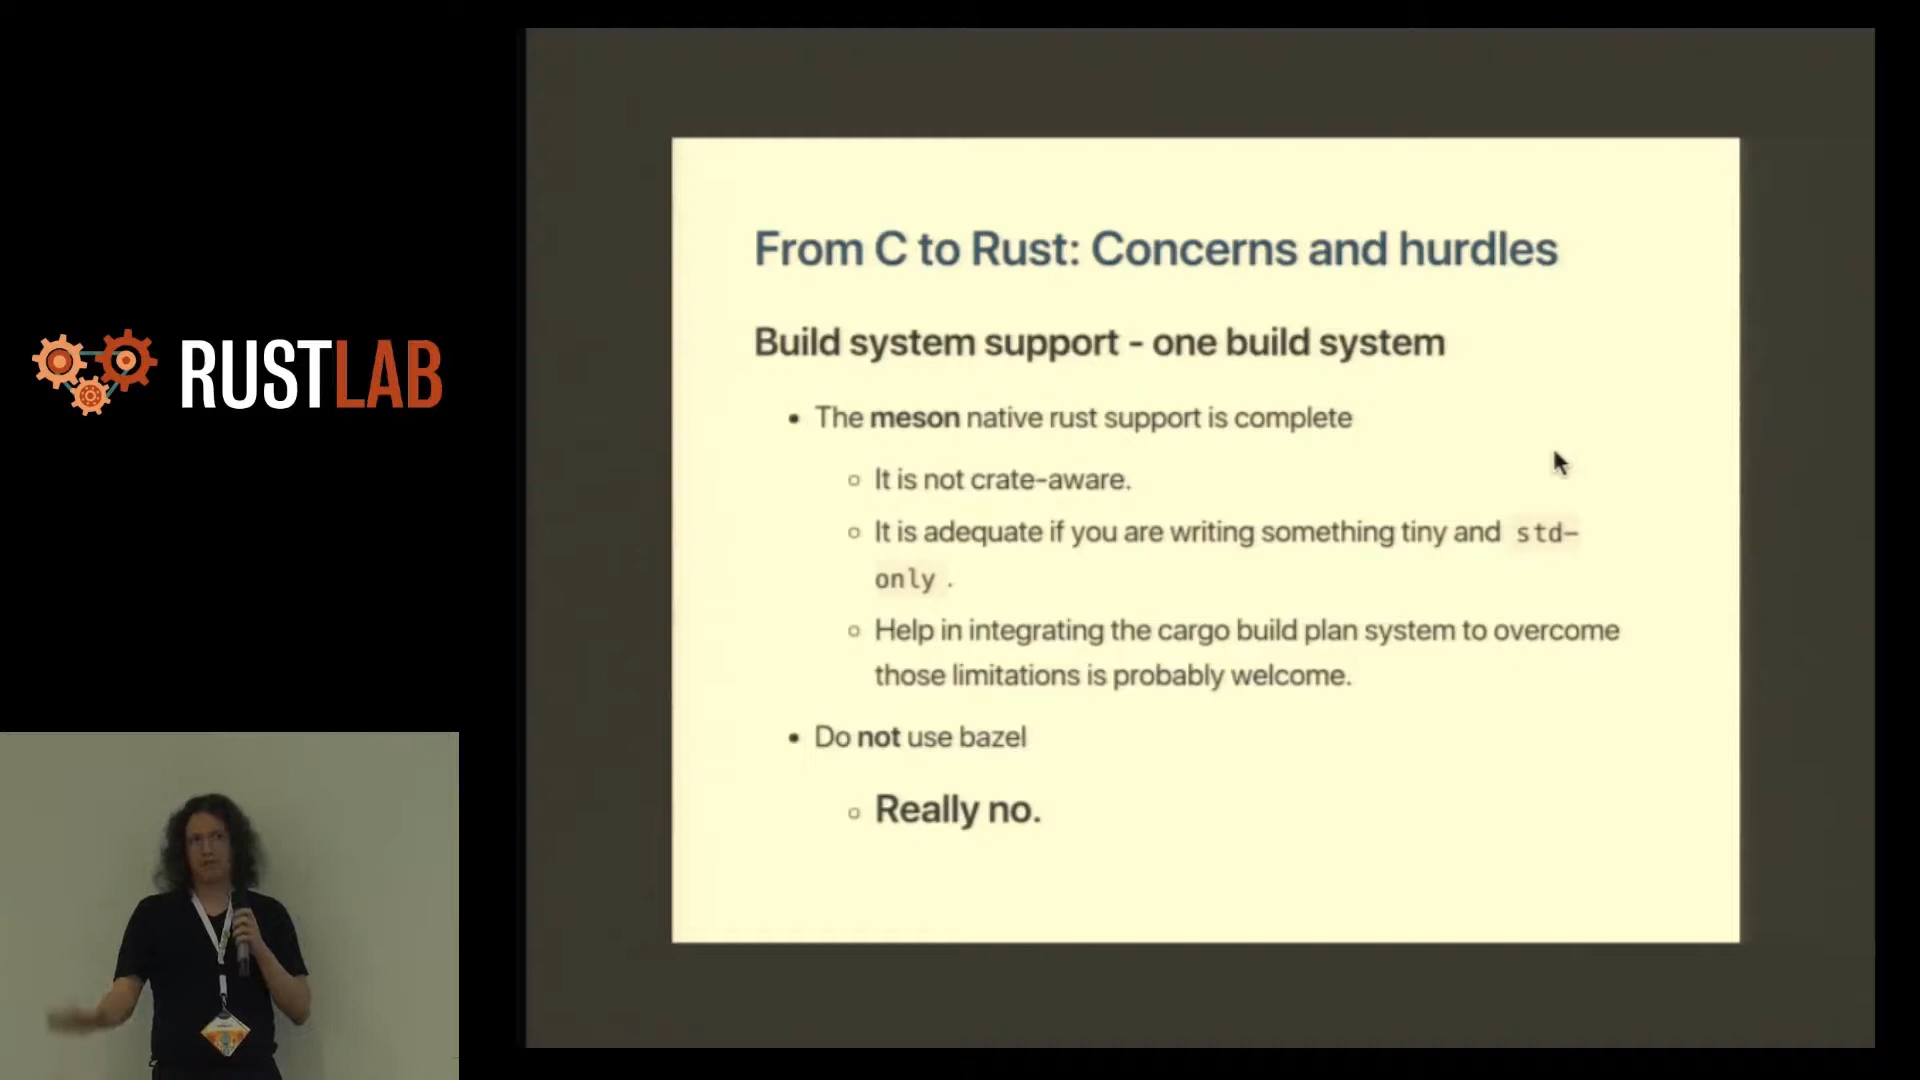 RUSTLAB
From C to Rust: Concerns and hurdles
Build system support - one build system
• The meson native rust support is complete
○ It is not crate-aware.
○ It is adequate if you are writing something tiny and std-
only .
○ Help in integrating the cargo build plan system to overcome
those limitations is probably welcome.
• Do not use bazel
○ Really no.